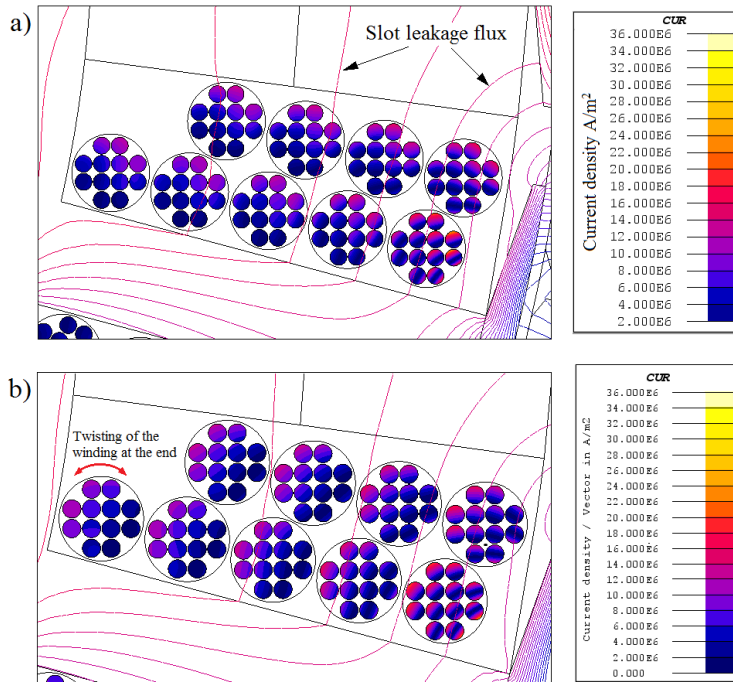 a)
Slot leakage flux
CUR
Current density A/m²
36.000E6
34.000E6
32.000E6
30.000E6
28.000E6
26.000E6
24.000E6
22.000E6
20.000E6
18.000E6
16.000E6
14.000E6
12.000E6
10.000E6
8.000E6
6.000E6
4.000E6
2.000E6
b)
Twisting of the
winding at the end
CUR
Current density / Vector in A/m2
36.000E6
34.000E6
32.000E6
30.000E6
28.000E6
26.000E6
24.000E6
22.000E6
20.000E6
18.000E6
16.000E6
14.000E6
12.000E6
10.000E6
8.000E6
6.000E6
4.000E6
2.000E6
0.000